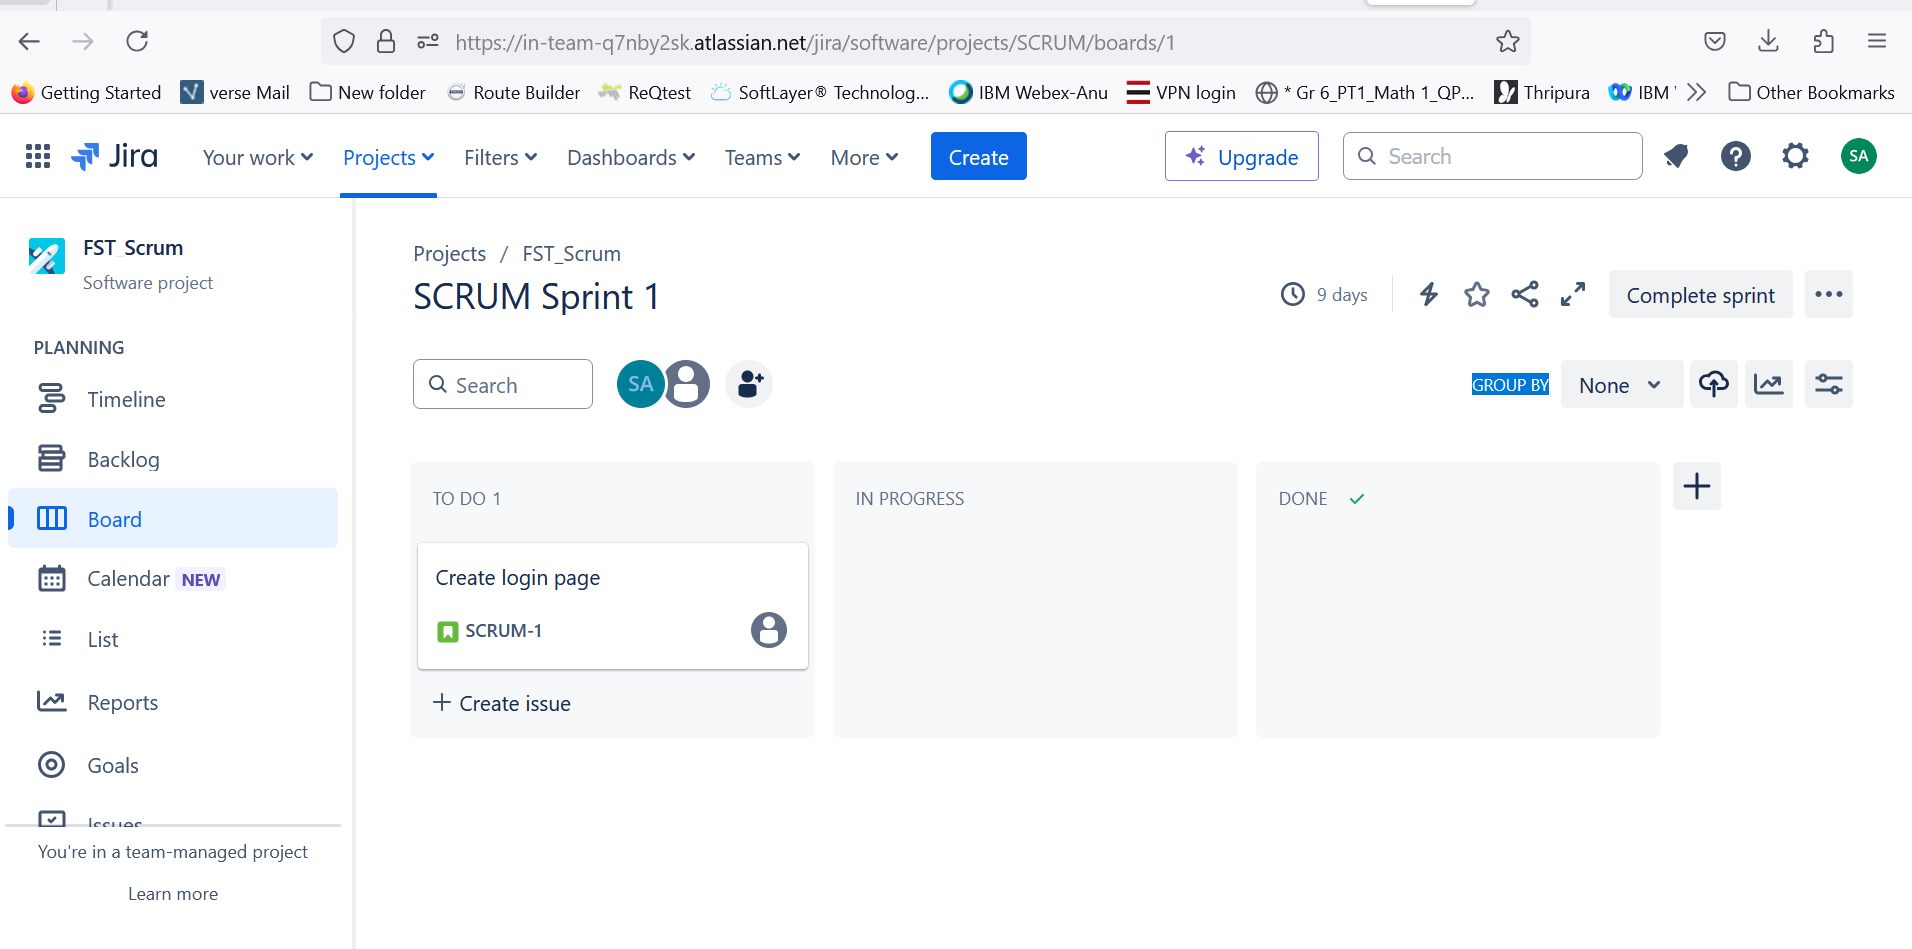 https://in-team-q7nby2sk.atlassian.net/jira/software/projects/SCRUM/boards/1
Getting Started verse Mail New folder Route Builder ReQtest SoftLayer® Technolog... IBM Webex-Anu VPN login * Gr 6_PT1_Math 1_QP... Thripura IBM Other Bookmarks
Jira Your work Projects Filters Dashboards Teams More Create Upgrade Search SA
FST_Scrum
Software project
PLANNING
Timeline
Backlog
Board
Calendar NEW
List
Reports
Goals
Issues
You're in a team-managed project
Learn more
Projects / FST_Scrum
SCRUM Sprint 1
9 days Complete sprint
Search SA GROUP BY None
TO DO 1
Create login page
SCRUM-1
+ Create issue
IN PROGRESS
DONE